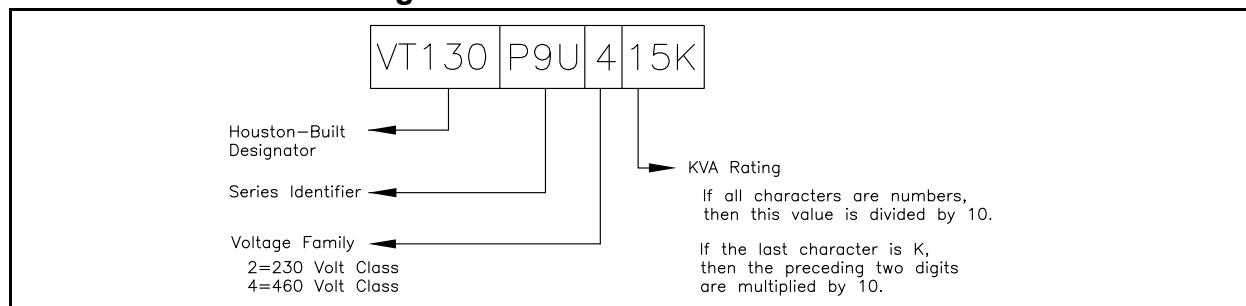 VT130 P9U 4 15K
Houston-Built
Designator
Series Identifier
Voltage Family
2=230 Volt Class
4=460 Volt Class
KVA Rating
If all characters are numbers,
then this value is divided by 10.
If the last character is K,
then the preceding two digits
are multiplied by 10.